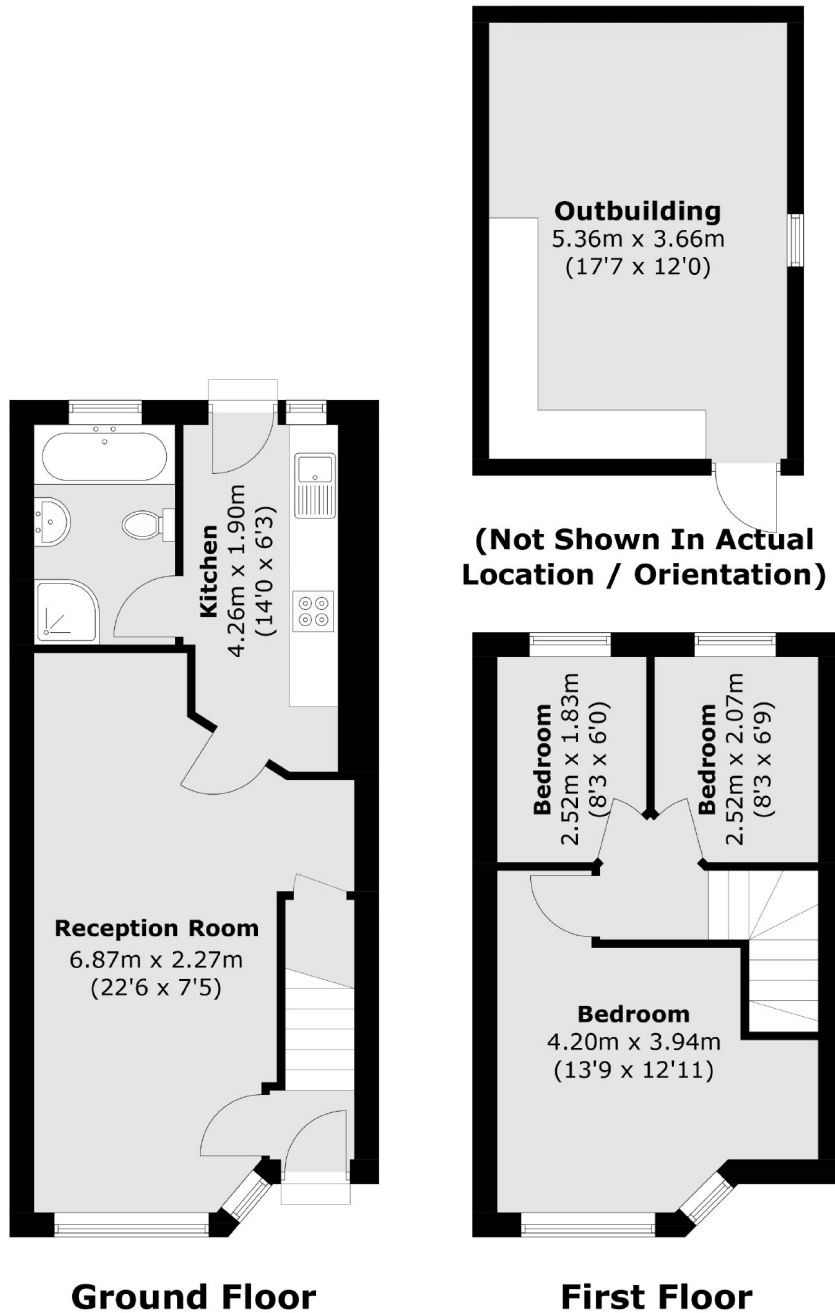 Outbuilding
5.36m x 3.66m
(17'7 x 12'0)
(Not Shown In Actual
Location / Orientation)
Kitchen
4.26m x 1.90m
(14'0 x 6'3)
Reception Room
6.87m x 2.27m
(22'6 x 7'5)
Ground Floor
Bedroom
2.52m x 1.83m
(8'3 x 6'0)
Bedroom
2.52m x 2.07m
(8'3 x 6'9)
Bedroom
4.20m x 3.94m
(13'9 x 12'11)
First Floor